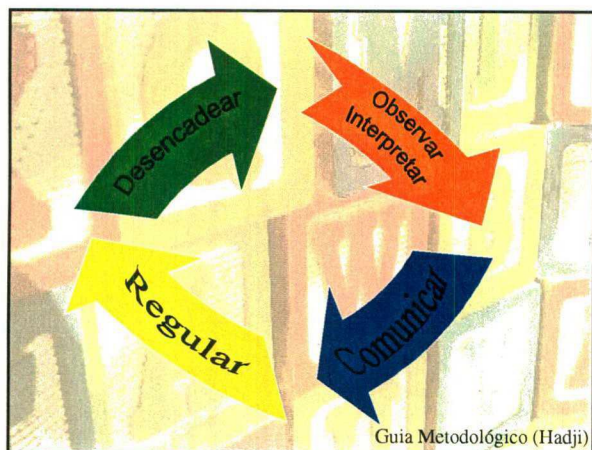 Desencadear
Observar
Interpretar
Comunicar
Regular
Guia Metodológico (Hadji)